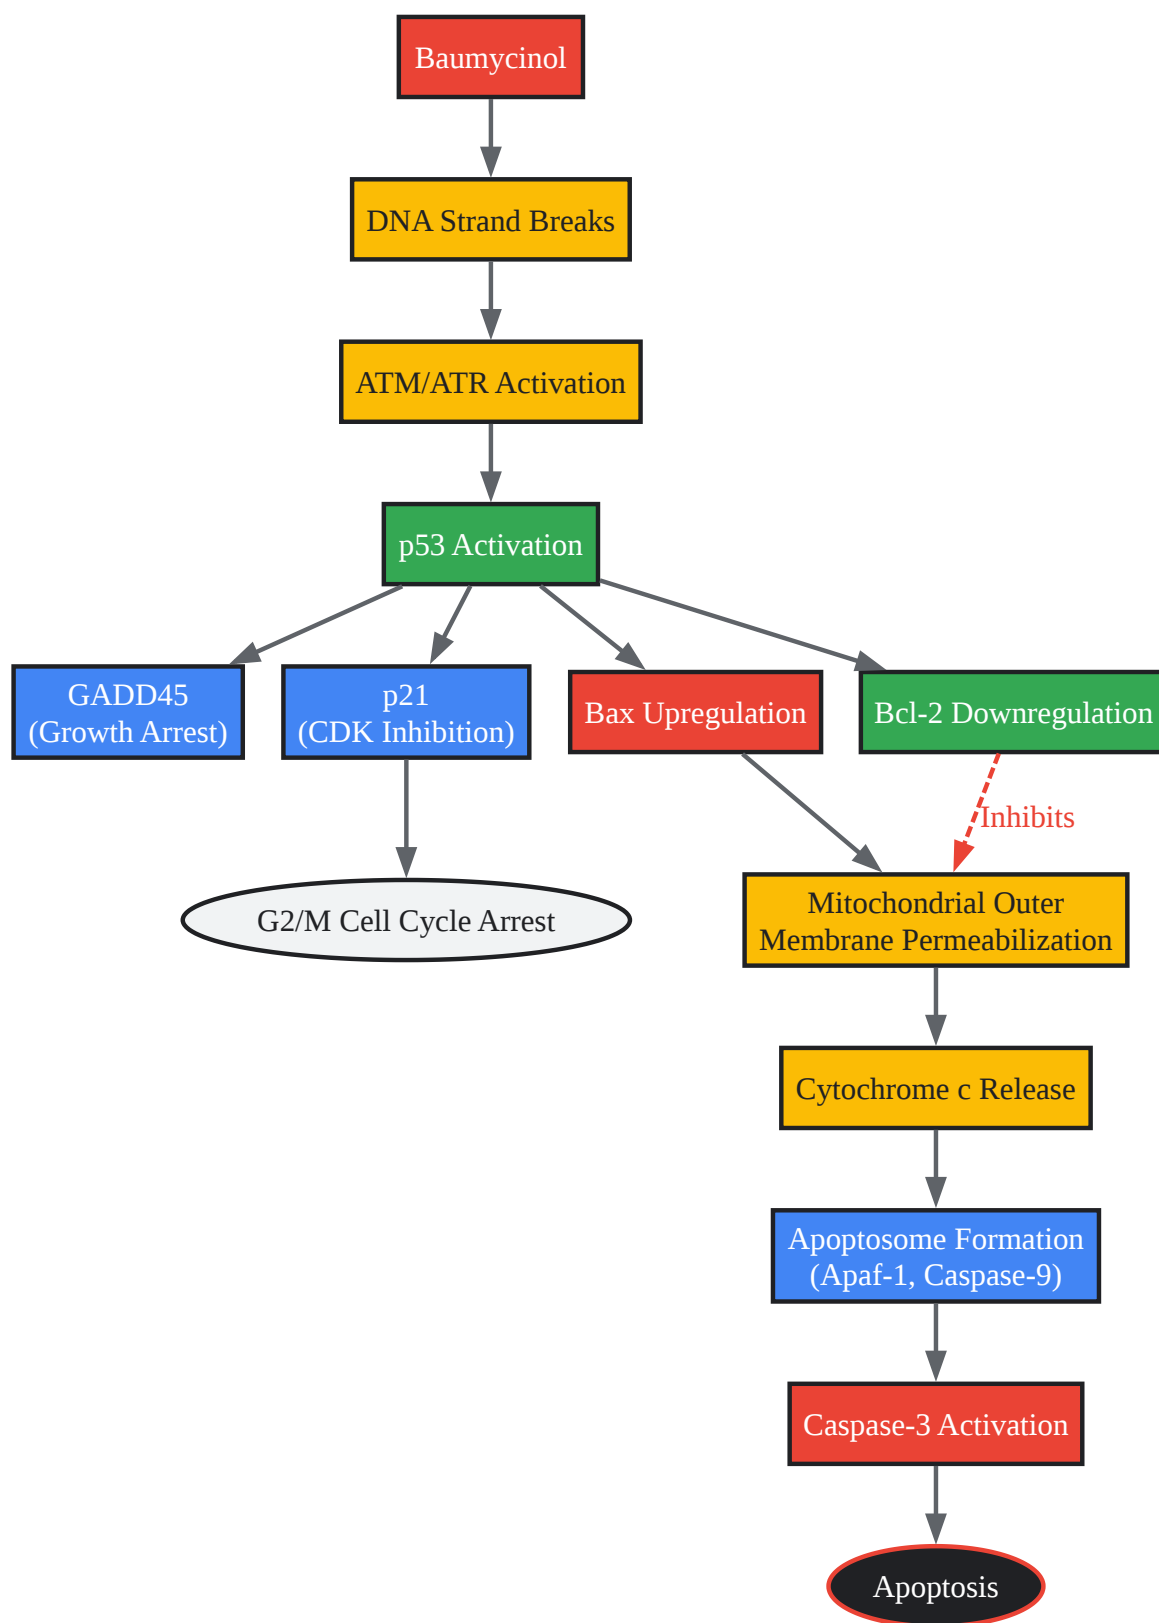 Baumycinol
DNA Strand Breaks
ATM/ATR Activation
p53 Activation
GADD45
(Growth Arrest)
p21
(CDK Inhibition)
Bax Upregulation
Bcl-2 Downregulation
Inhibits
G2/M Cell Cycle Arrest
Mitochondrial Outer
Membrane Permeabilization
Cytochrome c Release
Apoptosome Formation
(Apaf-1, Caspase-9)
Caspase-3 Activation
Apoptosis